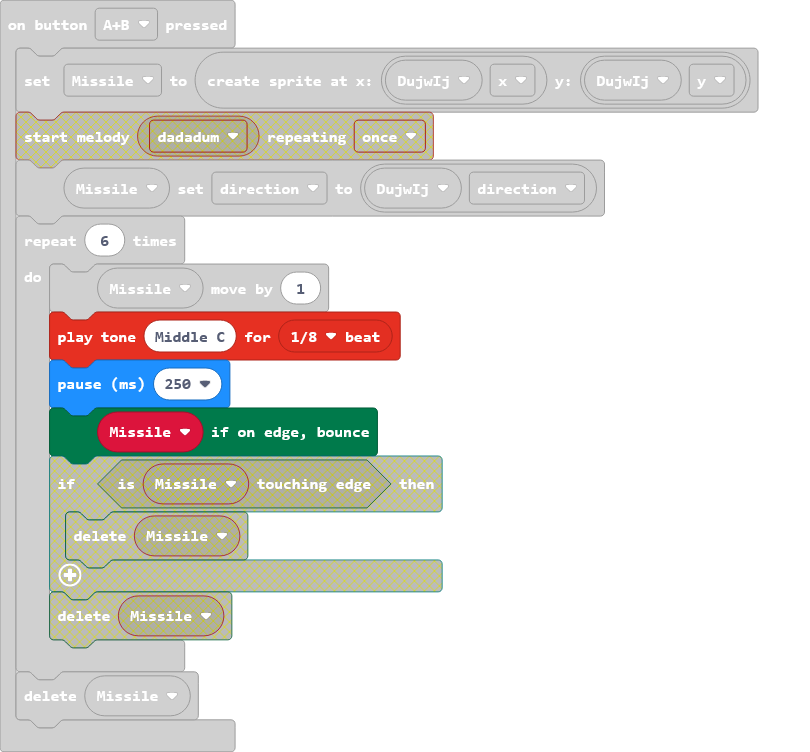 on button A+B pressed
set Missile to create sprite at x: DujwIj x y: DujwIj y
start melody dadadum repeating once
Missile set direction to DujwIj direction
repeat 6 times
do
Missile move by 1
play tone Middle C for 1/8 beat
pause (ms) 250
Missile if on edge, bounce
if is Missile touching edge then
delete Missile
delete Missile
delete Missile